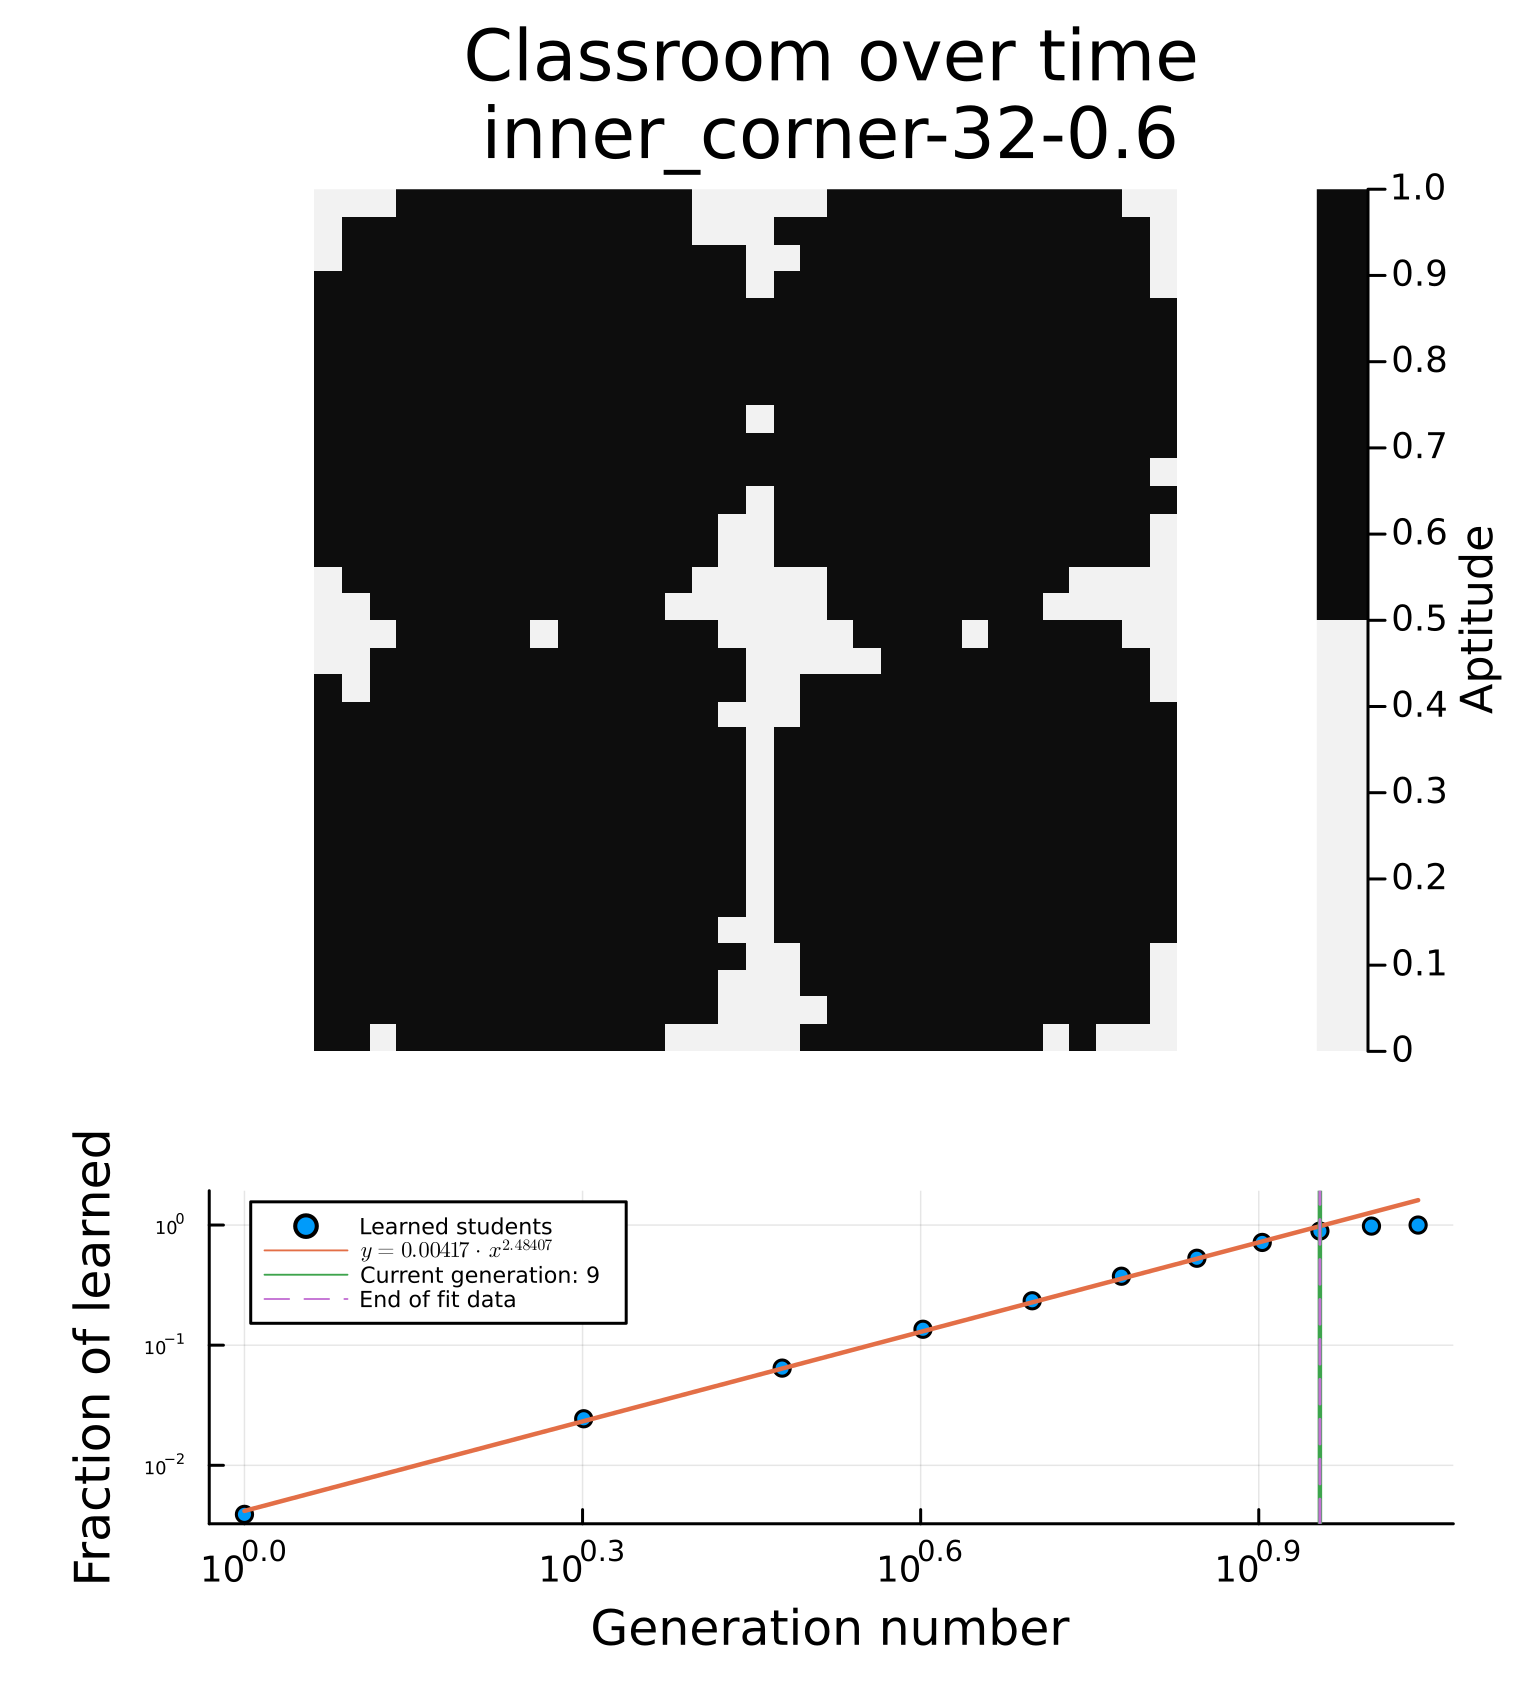 Classroom over time
inner_corner-32-0.6
1.0
0.9
0.8
0.7
0.6
0.5
0.4
0.3
0.2
0.1
0
Aptitude
Fraction of learned
10⁰
10⁻¹
10⁻²
Learned students
y = 0.00417 · x^{2.48407}
Current generation: 9
End of fit data
10^{0.0}
10^{0.3}
10^{0.6}
10^{0.9}
Generation number